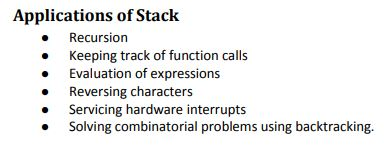 Applications of Stack
● Recursion
● Keeping track of function calls
● Evaluation of expressions
● Reversing characters
● Servicing hardware interrupts
● Solving combinatorial problems using backtracking.